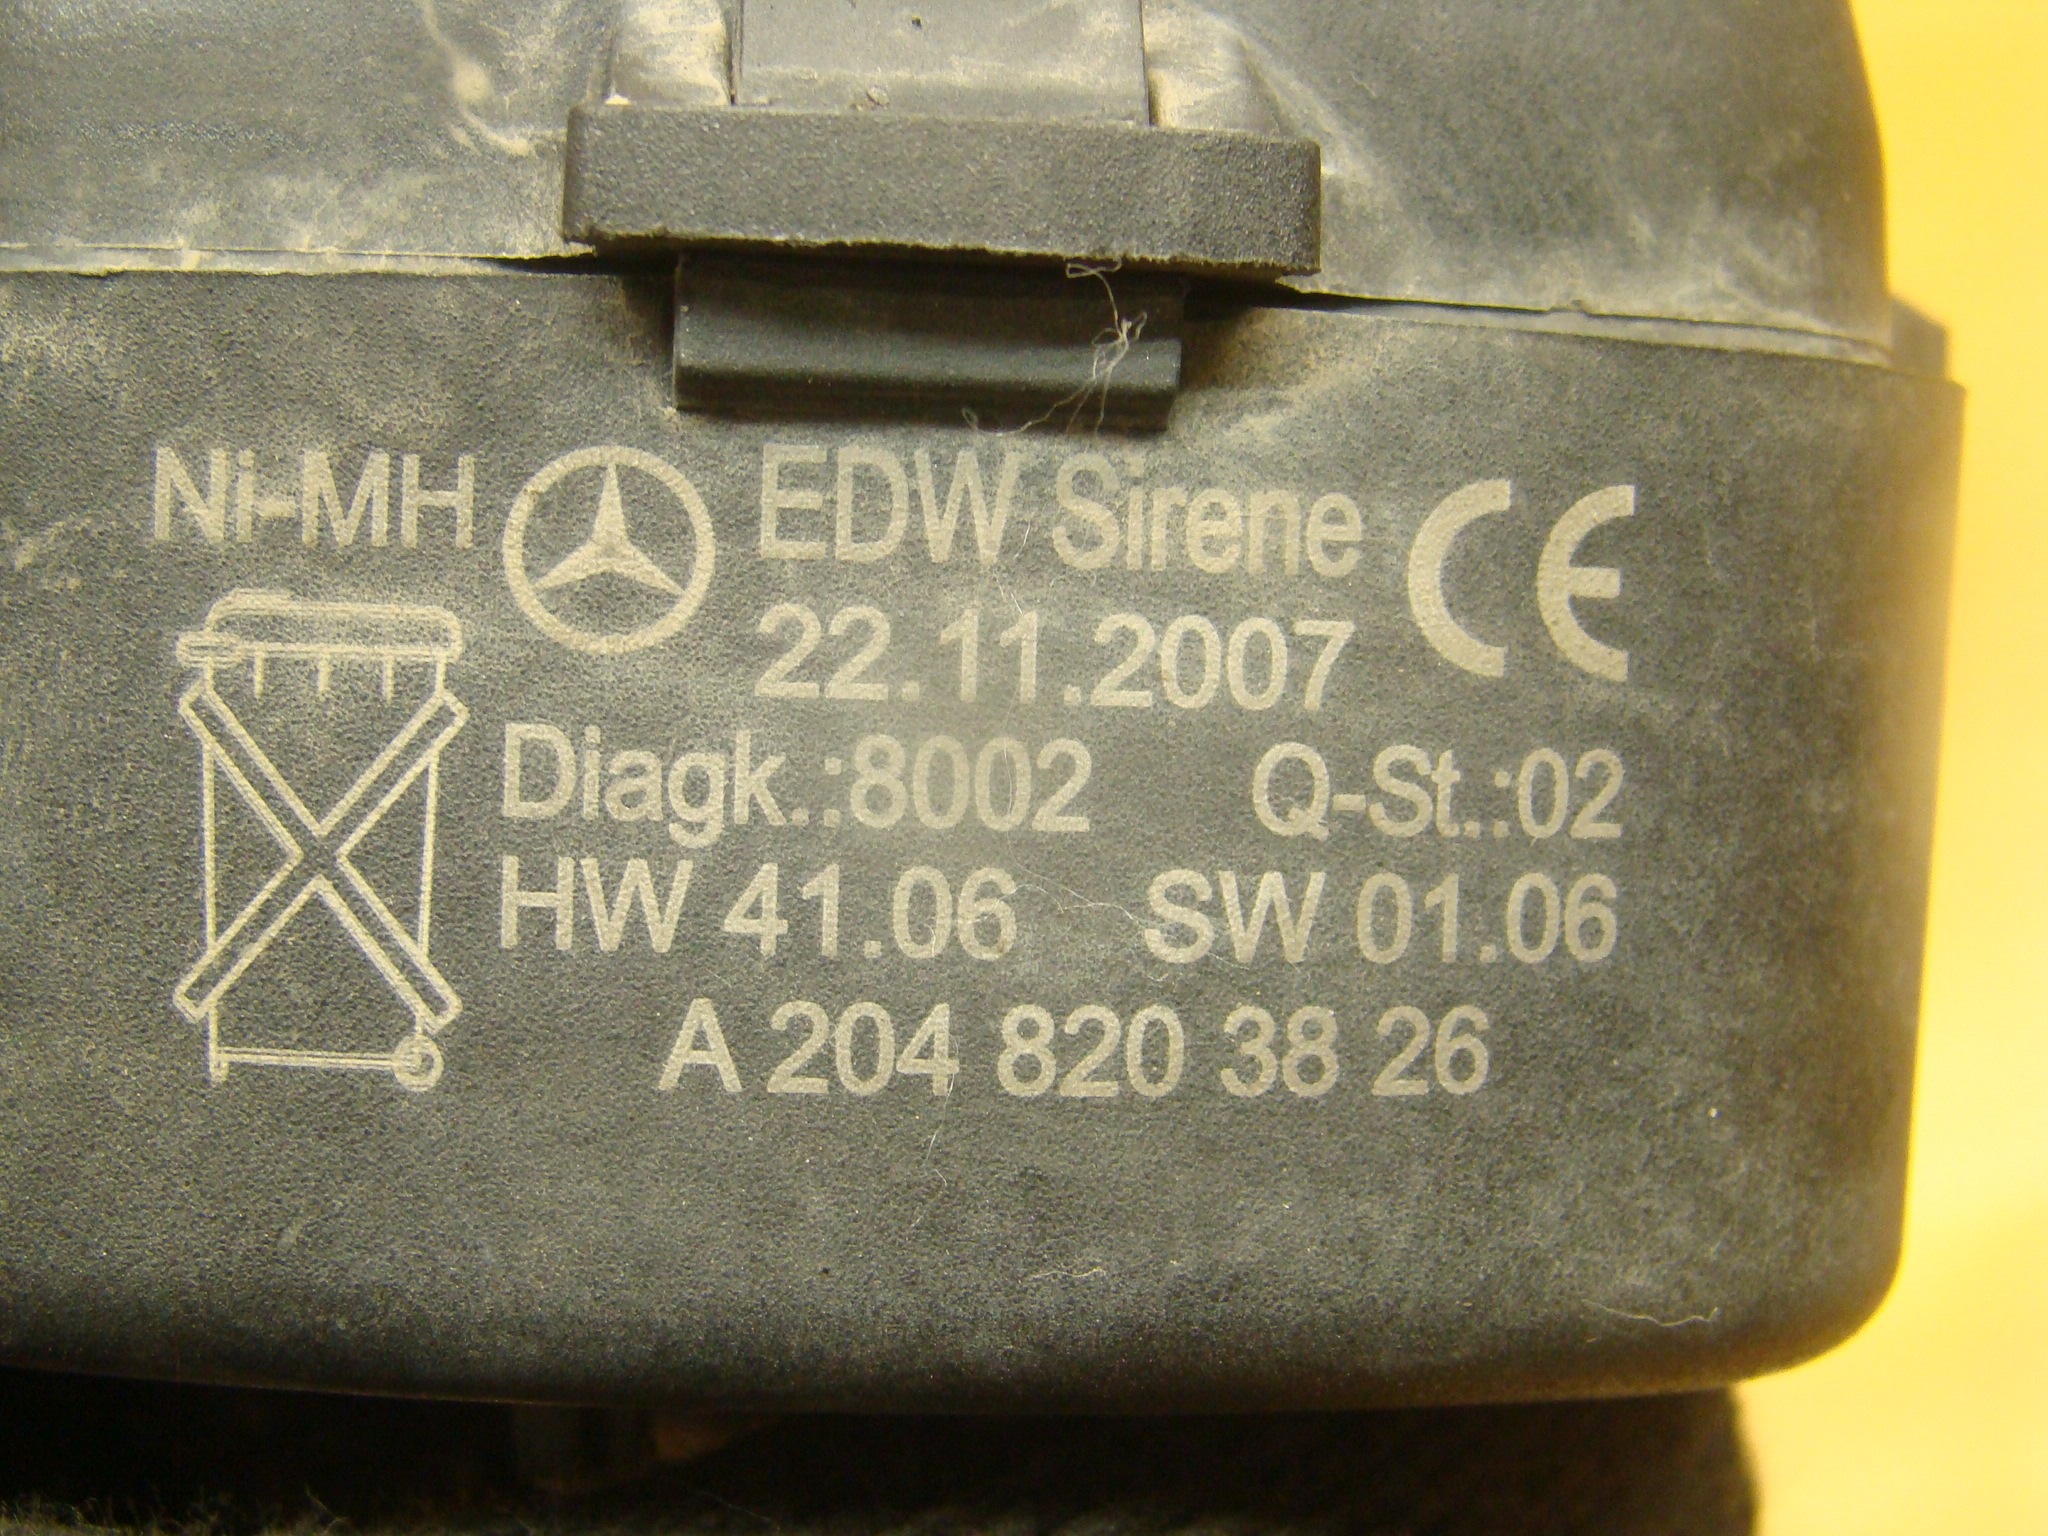 Ni-MH EDW Sirene CE
22.11.2007
Diagk.:8002 Q-St.:02
HW 41.06 SW 01.06
A 204 820 38 26